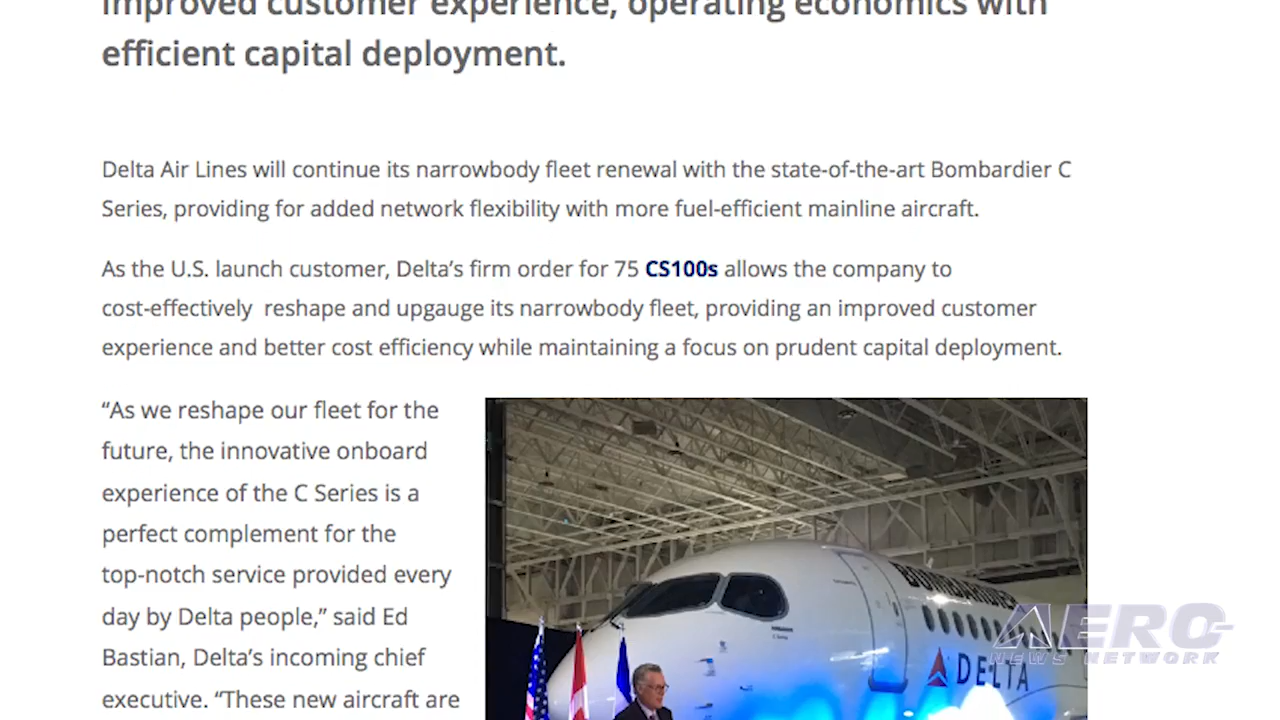 improved customer experience, operating economics with
efficient capital deployment.
Delta Air Lines will continue its narrowbody fleet renewal with the state-of-the-art Bombardier C
Series, providing for added network flexibility with more fuel-efficient mainline aircraft.
As the U.S. launch customer, Delta’s firm order for 75 CS100s allows the company to
cost-effectively  reshape and upgauge its narrowbody fleet, providing an improved customer
experience and better cost efficiency while maintaining a focus on prudent capital deployment.
“As we reshape our fleet for the
future, the innovative onboard
experience of the C Series is a
perfect complement for the
top-notch service provided every
day by Delta people,” said Ed
Bastian, Delta’s incoming chief
executive. “These new aircraft are
BOMBARDIER
DELTA
AERO
NEWS NETWORK